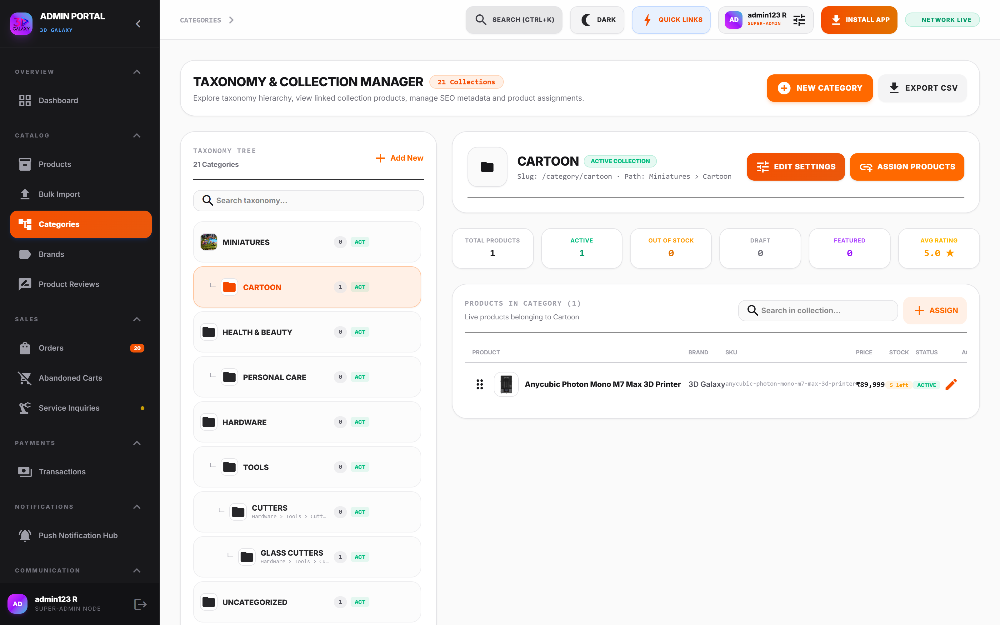 3D
GALAXY
ADMIN PORTAL
3D GALAXY
OVERVIEW
Dashboard
CATALOG
Products
Bulk Import
Categories
Brands
Product Reviews
SALES
Orders
20
Abandoned Carts
Service Inquiries
PAYMENTS
Transactions
NOTIFICATIONS
Push Notification Hub
COMMUNICATION
AD
admin123 R
SUPER-ADMIN NODE
CATEGORIES
SEARCH (CTRL+K)
DARK
QUICK LINKS
AD
admin123 R
SUPER-ADMIN
INSTALL APP
NETWORK LIVE
TAXONOMY & COLLECTION MANAGER
21 Collections
Explore taxonomy hierarchy, view linked collection products, manage SEO metadata and product assignments.
NEW CATEGORY
EXPORT CSV
TAXONOMY TREE
21 Categories
Add New
Search taxonomy...
MINIATURES 0 ACT
CARTOON 1 ACT
HEALTH & BEAUTY 0 ACT
PERSONAL CARE 0 ACT
HARDWARE 0 ACT
TOOLS 0 ACT
CUTTERS 0 ACT
Hardware > Tools > Cutt…
GLASS CUTTERS 1 ACT
Hardware > Tools > Cu…
UNCATEGORIZED 1 ACT
CARTOON
ACTIVE COLLECTION
Slug: /category/cartoon · Path: Miniatures > Cartoon
EDIT SETTINGS
ASSIGN PRODUCTS
TOTAL PRODUCTS
1
ACTIVE
1
OUT OF STOCK
0
DRAFT
0
FEATURED
0
AVG RATING
5.0 ★
PRODUCTS IN CATEGORY (1)
Live products belonging to Cartoon
Search in collection...
ASSIGN
PRODUCT BRAND SKU PRICE STOCK STATUS
Anycubic Photon Mono M7 Max 3D Printer 3D Galaxy anycubic-photon-mono-m7-max-3d-printer ₹89,999 5 left ACTIVE